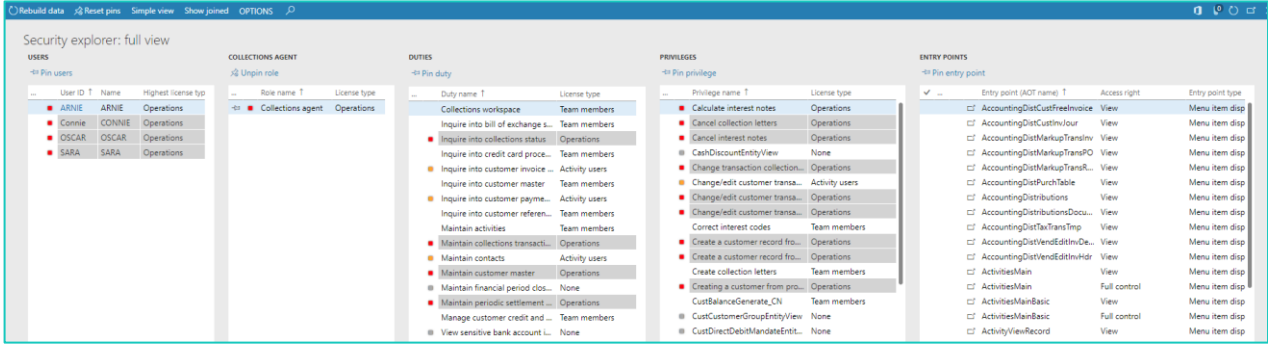 Rebuild data Reset pins Simple view Show joined OPTIONS
Security explorer: full view
USERS
Pin users
... User ID ↑ Name Highest license typ
ARNIE ARNIE Operations
Connie CONNIE Operations
OSCAR OSCAR Operations
SARA SARA Operations
COLLECTIONS AGENT
Unpin role
... Role name ↑ License type
Collections agent Operations
DUTIES
Pin duty
... Duty name ↑ License type
Collections workspace Team members
Inquire into bill of exchange s... Team members
Inquire into collections status Operations
Inquire into credit card proce... Team members
Inquire into customer invoice ... Activity users
Inquire into customer master Team members
Inquire into customer payme... Activity users
Inquire into customer referen... Team members
Maintain activities Team members
Maintain collections transacti... Operations
Maintain contacts Activity users
Maintain customer master Operations
Maintain financial period clos... None
Maintain periodic settlement ... Operations
Manage customer credit and ... Team members
View sensitive bank account i... None
PRIVILEGES
Pin privilege
... Privilege name ↑ License type
Calculate interest notes Operations
Cancel collection letters Operations
Cancel interest notes Operations
CashDiscountEntityView None
Change transaction collection... Operations
Change/edit customer transa... Activity users
Change/edit customer transa... Operations
Change/edit customer transa... Operations
Correct interest codes Team members
Create a customer record fro... Operations
Create a customer record fro... Operations
Create collection letters Team members
Creating a customer from pro... Operations
CustBalanceGenerate_CN Team members
CustCustomerGroupEntityView None
CustDirectDebitMandateEntit... None
ENTRY POINTS
Pin entry point
... Entry point (AOT name) ↑ Access right Entry point type
AccountingDistCustFreeInvoice View Menu item disp
AccountingDistCustInvJour View Menu item disp
AccountingDistMarkupTransInv View Menu item disp
AccountingDistMarkupTransPO View Menu item disp
AccountingDistMarkupTransR... View Menu item disp
AccountingDistPurchTable View Menu item disp
AccountingDistributions View Menu item disp
AccountingDistributionsDocu... View Menu item disp
AccountingDistTaxTransTmp View Menu item disp
AccountingDistVendEditInvDe... View Menu item disp
AccountingDistVendEditInvHdr View Menu item disp
ActivitiesMain View Menu item disp
ActivitiesMain Full control Menu item disp
ActivitiesMainBasic View Menu item disp
ActivitiesMainBasic Full control Menu item disp
ActivityViewRecord View Menu item disp